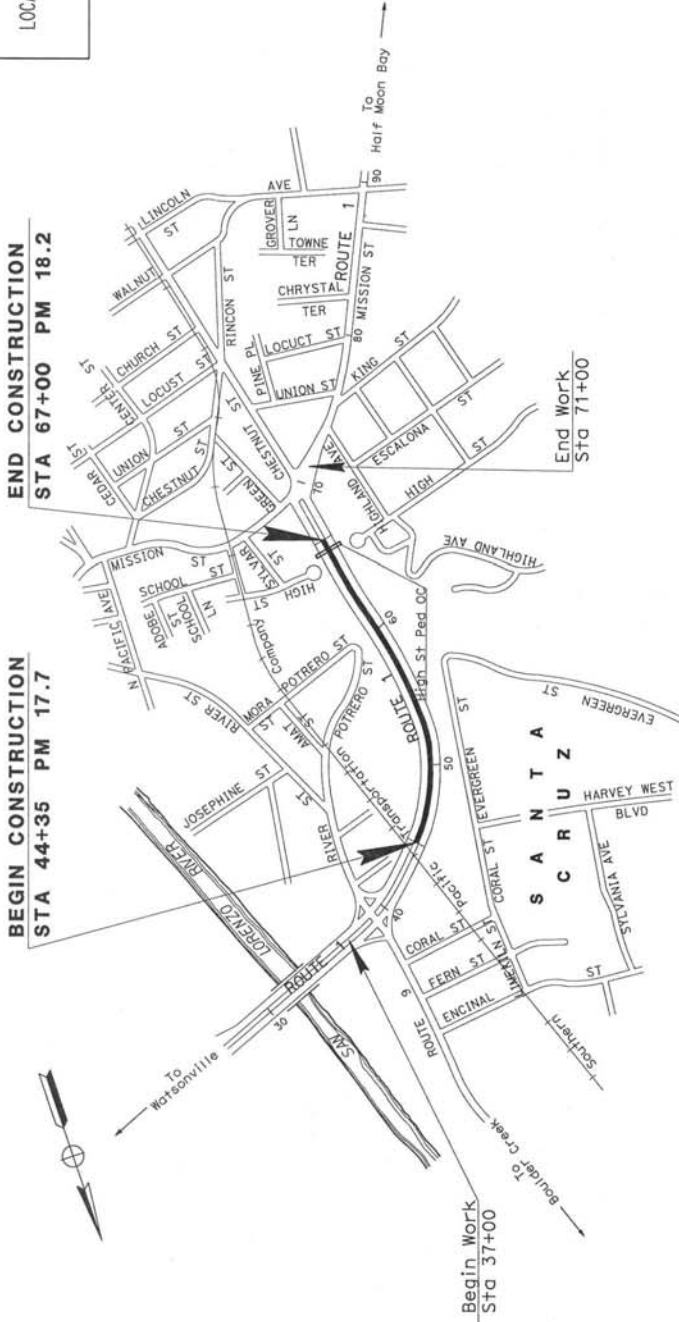 LOCA
END CONSTRUCTION
STA 67+00 PM 18.2
BEGIN CONSTRUCTION
STA 44+35 PM 17.7
To
Half Moon Bay
90
LINCOLN
ST
AVE
WALNUT
GROVER
LN
TOWNE
TER
ROUTE 1
CHRYSTAL
TER
MISSION ST
80
RINCON ST
CENTER ST
CHURCH ST
LOCUST ST
PINE PL
LOCUCT ST
UNION ST
KING ST
CEDAR ST
UNION ST
CHESTNUT ST
CHESTNUT ST
GREEN ST
ESCALONA ST
HIGHLAND AVE
HIGH ST
HIGHLAND AVE
70
End Work
Sta 71+00
N PACIFIC AVE
MISSION ST
ADOBE ST
SCHOOL ST
SCHOOL LN
SYLVAR ST
HIGH ST
High St Ped OC
60
ROUTE 1
50
RIVER ST
MORA ST
POTRERO ST
AMAT ST
POTRERO ST
JOSEPHINE ST
RIVER ST
Southern Pacific Transportation Company
EVERGREEN ST
EVERGREEN ST
HARVEY WEST
BLVD
SANTA
CRUZ
CORAL ST
CORAL ST
FERN ST
LIMEKILN ST
ENCINAL ST
SYLVANIA AVE
40
ROUTE 1
30
ROUTE 9
SAN LORENZO RIVER
To
Watsonville
To
Boulder Creek
Begin Work
Sta 37+00